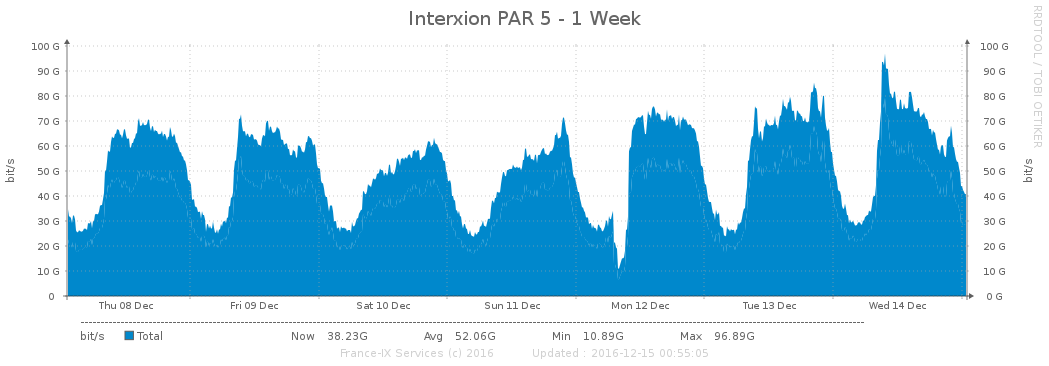 Interxion PAR 5 - 1 Week
RRDTOOL / TOBI OETIKER
bit/s
bit/s
100 G 100 G
90 G 90 G
80 G 80 G
70 G 70 G
60 G 60 G
50 G 50 G
40 G 40 G
30 G 30 G
20 G 20 G
10 G 10 G
0 0 G
Thu 08 Dec Fri 09 Dec Sat 10 Dec Sun 11 Dec Mon 12 Dec Tue 13 Dec Wed 14 Dec
bit/s Total Now 38.23G Avg 52.06G Min 10.89G Max 96.89G
France-IX Services (c) 2016 Updated : 2016-12-15 00:55:05